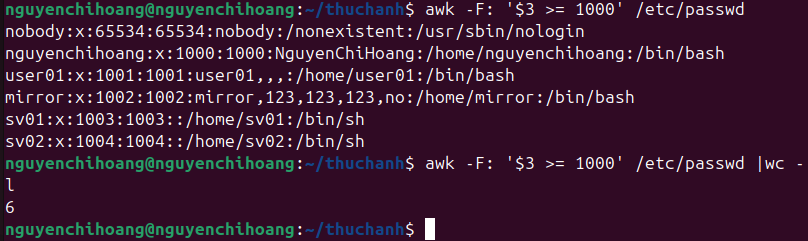 nguyenchihoang@nguyenchihoang:~/thuchanh$ awk -F: '$3 >= 1000' /etc/passwd
nobody:x:65534:65534:nobody:/nonexistent:/usr/sbin/nologin
nguyenchihoang:x:1000:1000:NguyenChiHoang:/home/nguyenchihoang:/bin/bash
user01:x:1001:1001:user01,,,:/home/user01:/bin/bash
mirror:x:1002:1002:mirror,123,123,123,no:/home/mirror:/bin/bash
sv01:x:1003:1003::/home/sv01:/bin/sh
sv02:x:1004:1004::/home/sv02:/bin/sh
nguyenchihoang@nguyenchihoang:~/thuchanh$ awk -F: '$3 >= 1000' /etc/passwd |wc -
l
6
nguyenchihoang@nguyenchihoang:~/thuchanh$